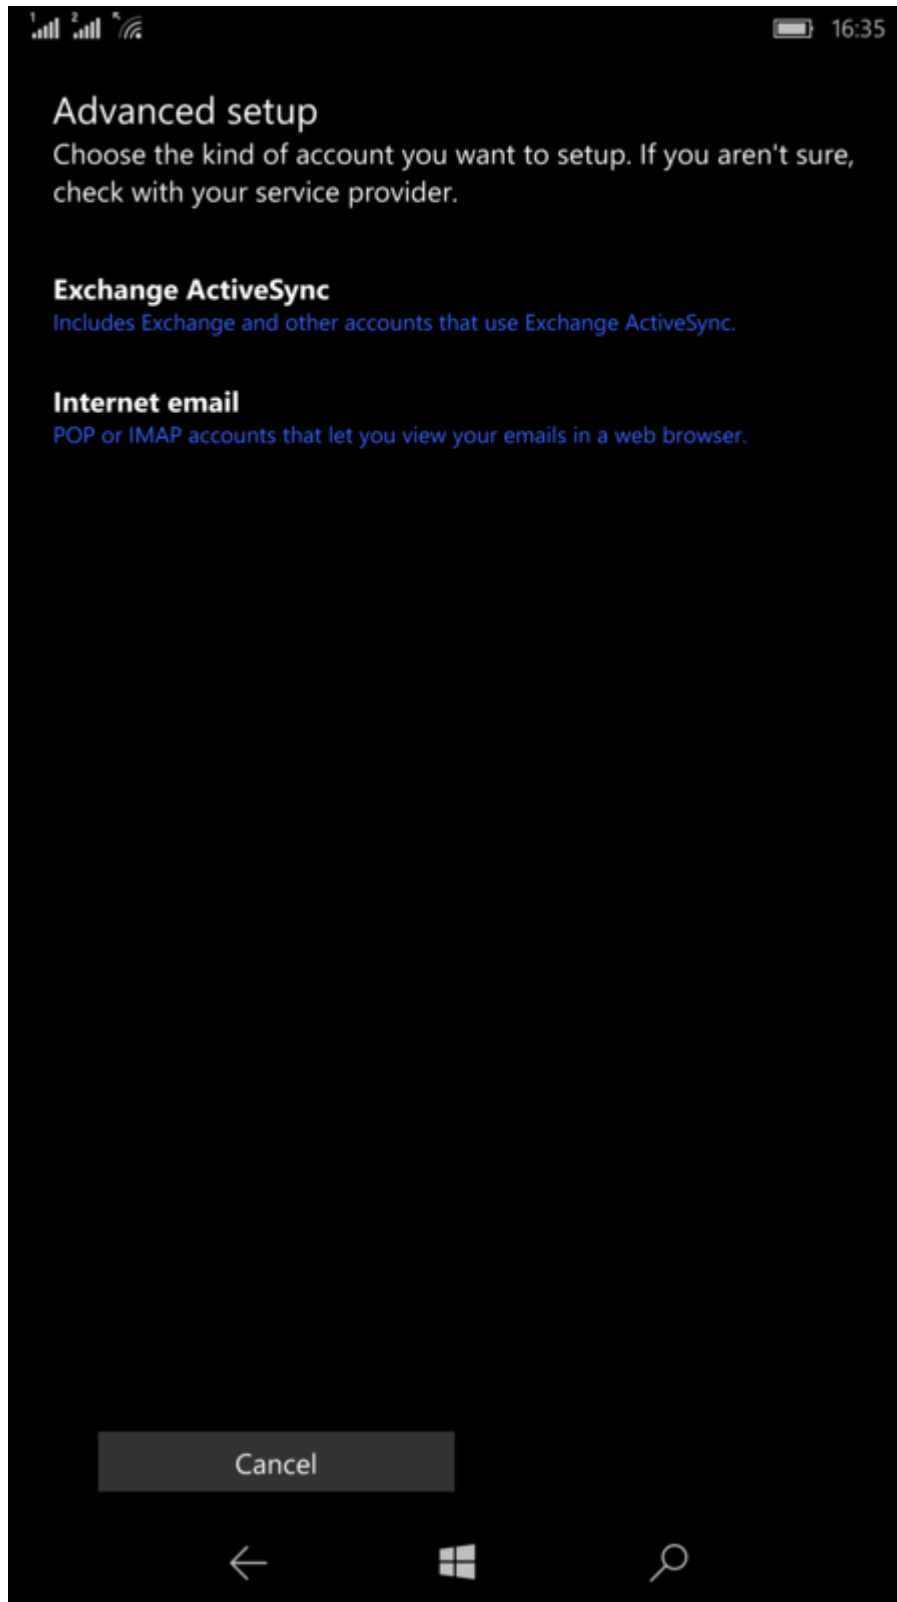 1 2 16:35
Advanced setup
Choose the kind of account you want to setup. If you aren't sure,
check with your service provider.
Exchange ActiveSync
Includes Exchange and other accounts that use Exchange ActiveSync.
Internet email
POP or IMAP accounts that let you view your emails in a web browser.
Cancel